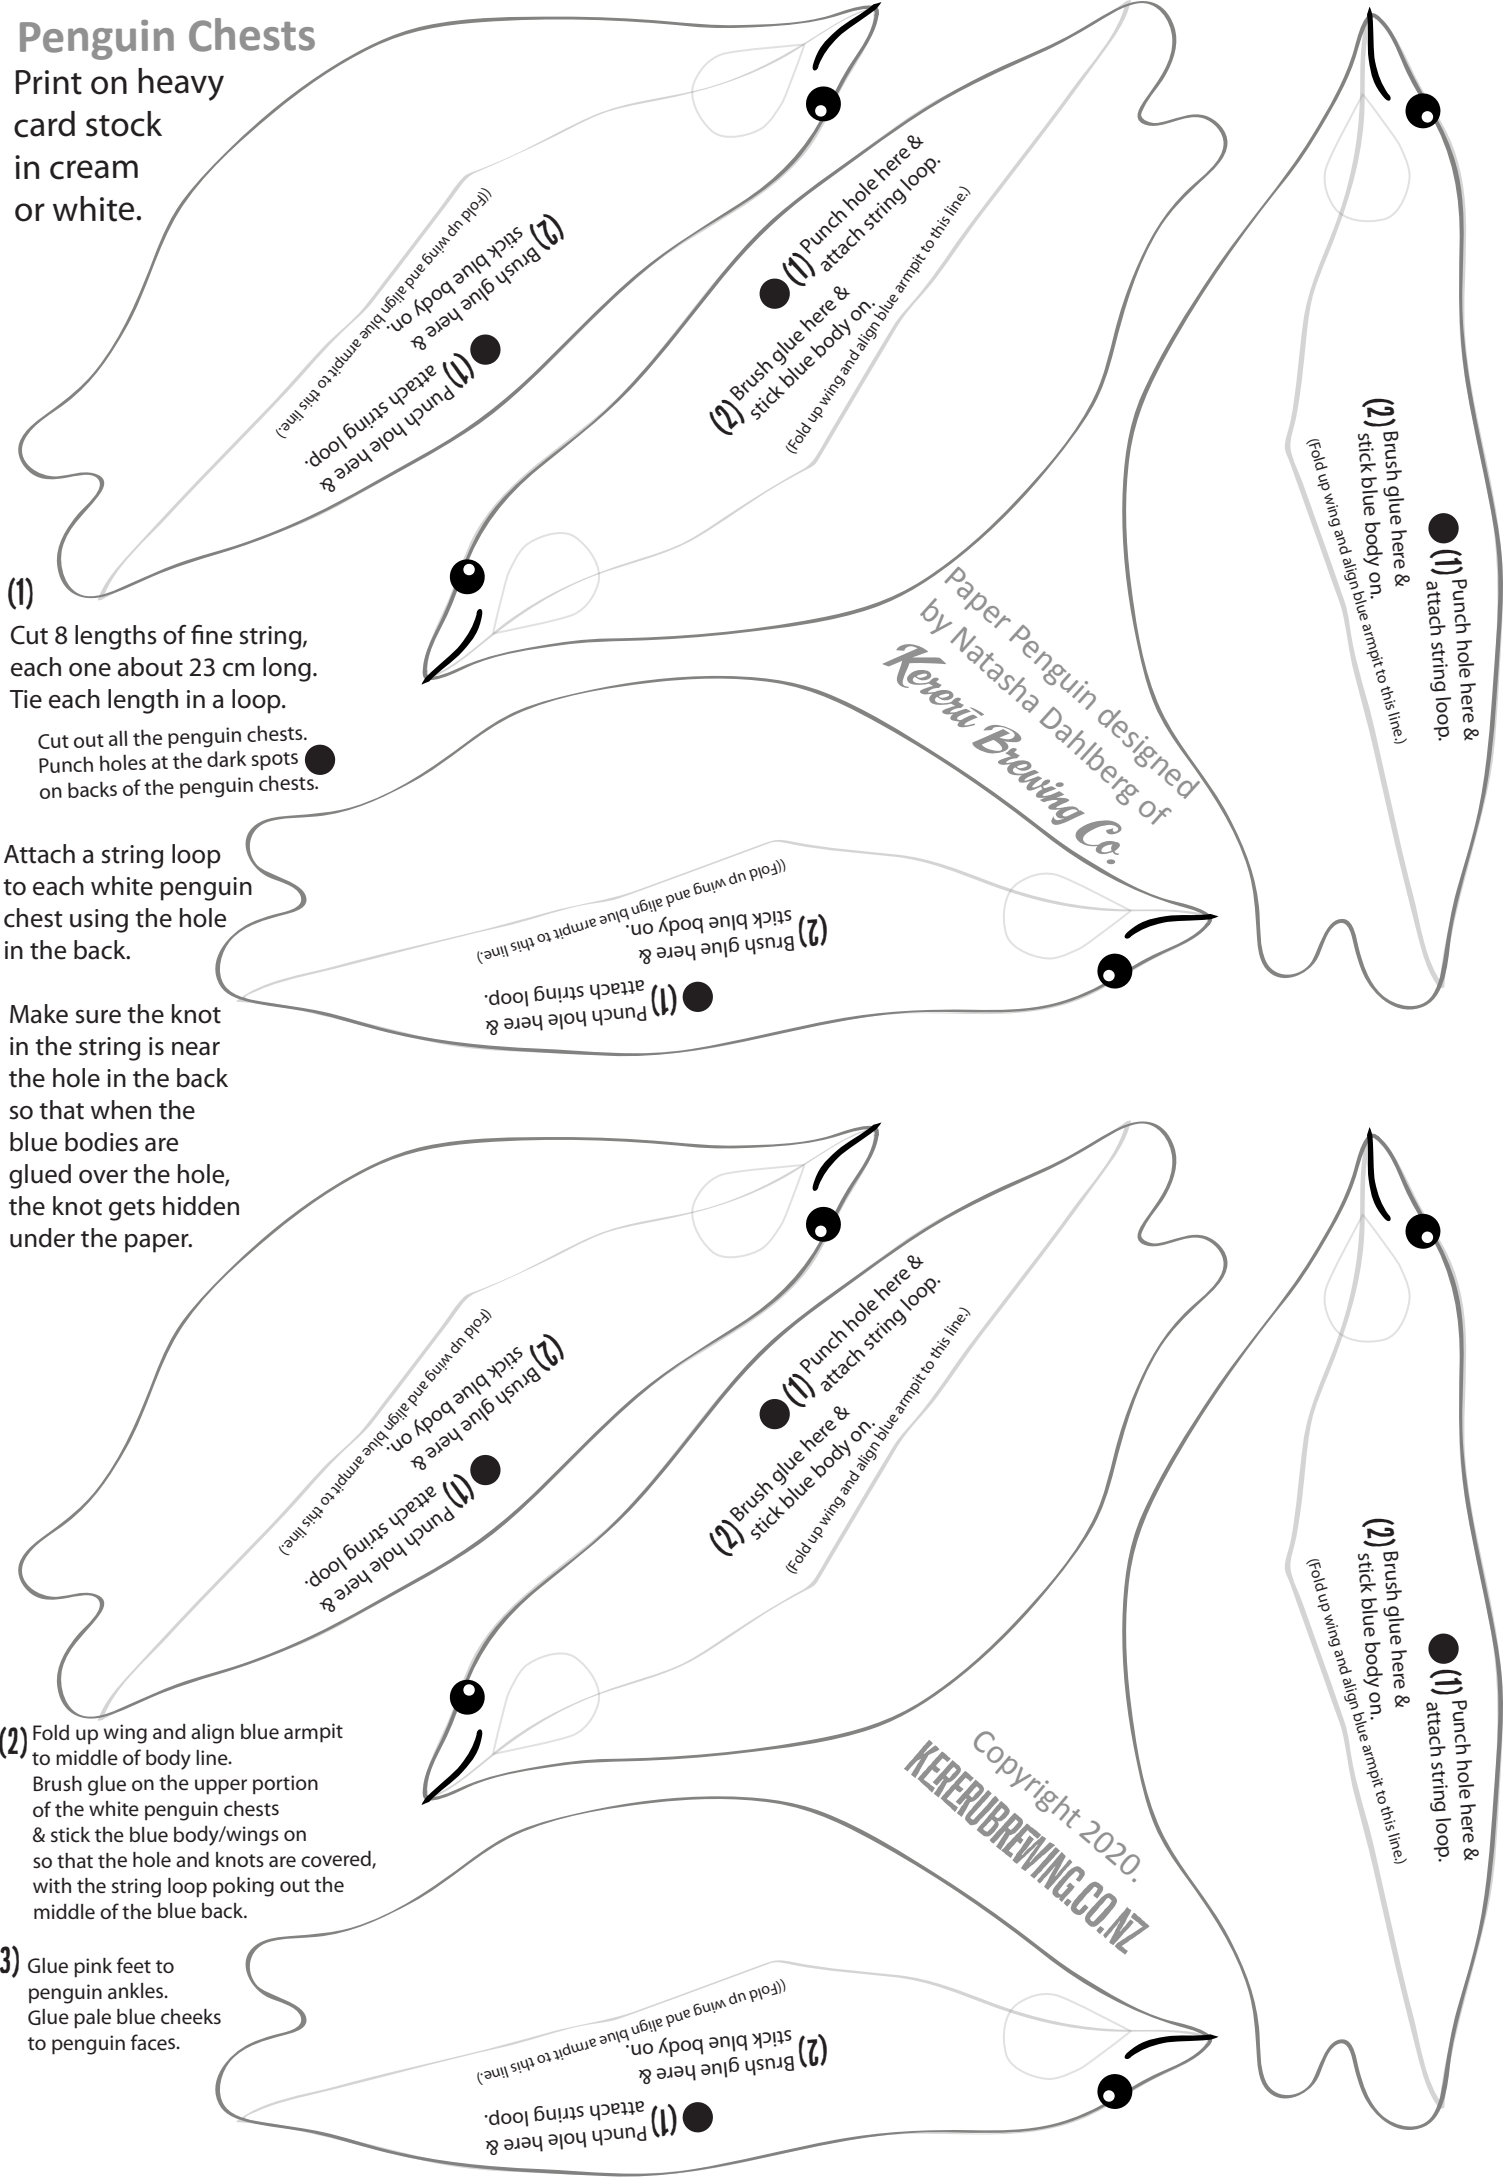 Penguin Chests
Print on heavy
card stock
in cream
or white.
(Fold up wing and align blue armpit to this line.)
(2) Brush glue here &
stick blue body on.
(1) Punch hole here &
attach string loop.
(1) Punch hole here &
attach string loop.
(2) Brush glue here &
stick blue body on.
(Fold up wing and align blue armpit to this line.)
(2) Brush glue here &
stick blue body on.
(Fold up wing and align blue armpit to this line.)
(1) Punch hole here &
attach string loop.
(1)
Cut 8 lengths of fine string,
each one about 23 cm long.
Tie each length in a loop.
Cut out all the penguin chests.
Punch holes at the dark spots
on backs of the penguin chests.
Paper Penguin designed
by Natasha Dahlberg of
Kererū Brewing Co.
Attach a string loop
to each white penguin
chest using the hole
in the back.
((Fold up wing and align blue armpit to this line.)
(2) Brush glue here &
stick blue body on.
(1) Punch hole here &
attach string loop.
Make sure the knot
in the string is near
the hole in the back
so that when the
blue bodies are
glued over the hole,
the knot gets hidden
under the paper.
(Fold up wing and align blue armpit to this line.)
(2) Brush glue here &
stick blue body on.
(1) Punch hole here &
attach string loop.
(1) Punch hole here &
attach string loop.
(2) Brush glue here &
stick blue body on.
(Fold up wing and align blue armpit to this line.)
(2) Brush glue here &
stick blue body on.
(Fold up wing and align blue armpit to this line.)
(1) Punch hole here &
attach string loop.
(2) Fold up wing and align blue armpit
to middle of body line.
Brush glue on the upper portion
of the white penguin chests
& stick the blue body/wings on
so that the hole and knots are covered,
with the string loop poking out the
middle of the blue back.
Copyright 2020.
KERERUBREWING.CO.NZ
3) Glue pink feet to
penguin ankles.
Glue pale blue cheeks
to penguin faces.
((Fold up wing and align blue armpit to this line.)
(2) Brush glue here &
stick blue body on.
(1) Punch hole here &
attach string loop.